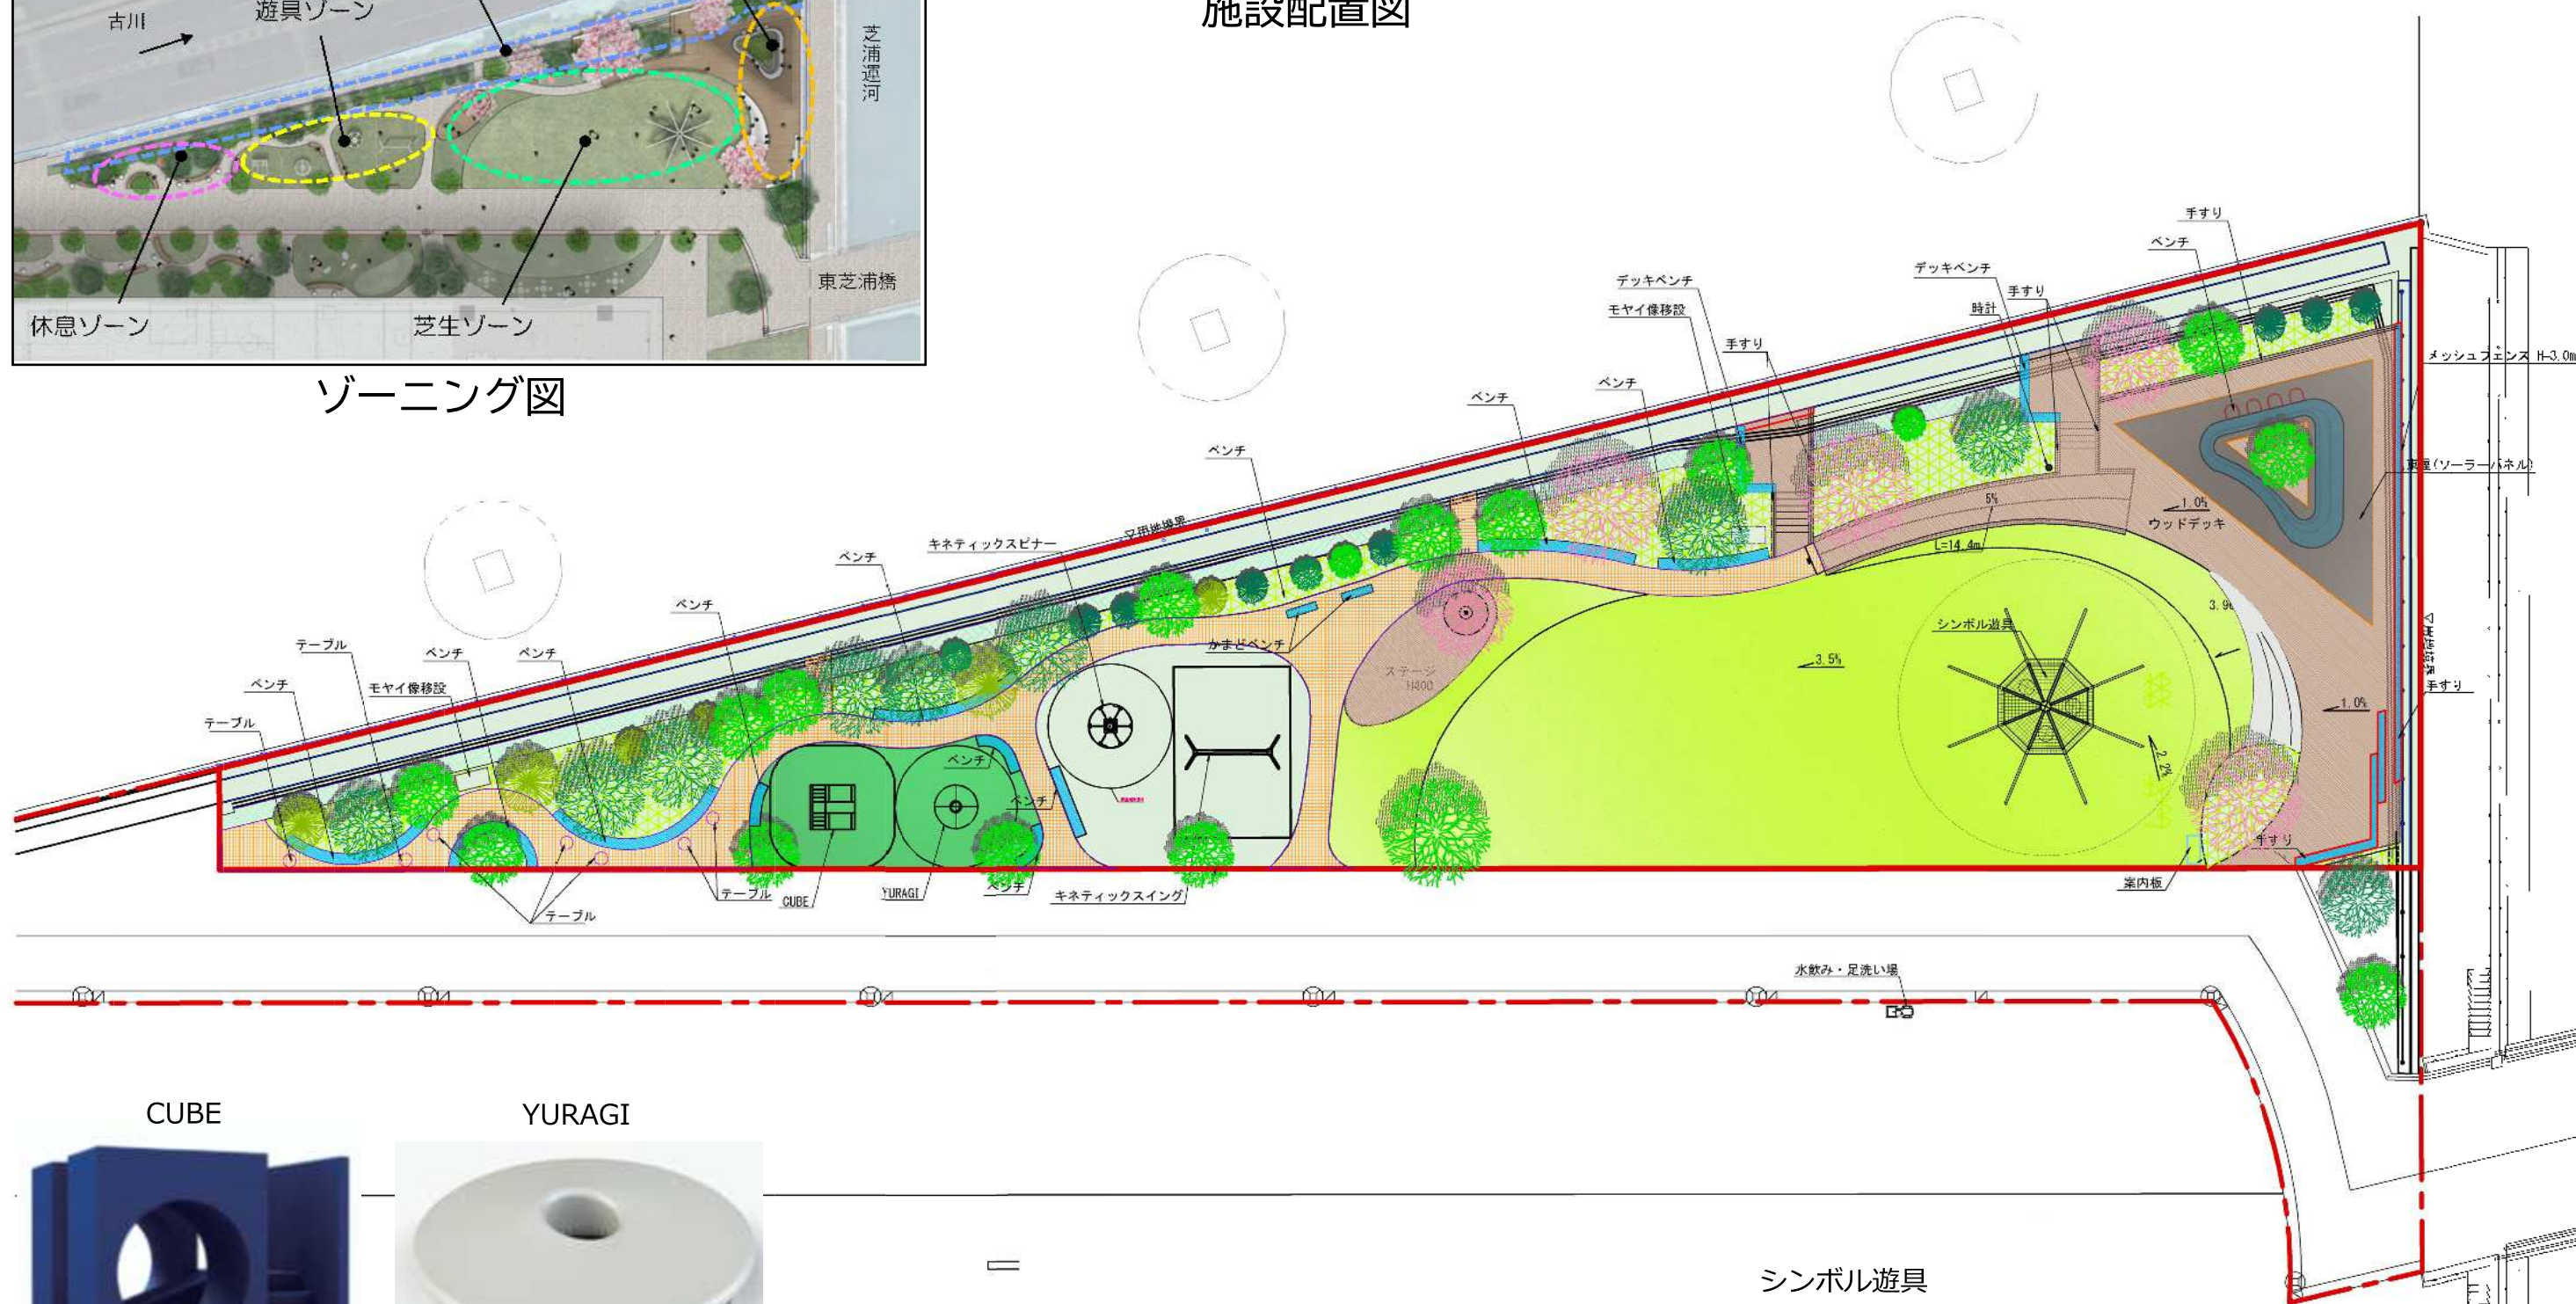 施設配置図
古川
遊具ゾーン
芝浦運河
東芝浦橋
休息ゾーン
芝生ゾーン
ゾーニング図
手すり
ベンチ
デッキベンチ
手すり
時計
デッキベンチ
モヤイ像移設
手すり
メッシュフェンス H=3.0m
ベンチ
ベンチ
ベンチ
東屋(ソーラーパネル)
5%
1.0%
ウッドデッキ
L=14.4m
キネティックスピナー
ベンチ
ベンチ
かまどベンチ
シンボル遊具
テーブル
ベンチ
ベンチ
ベンチ
モヤイ像移設
テーブル
ステージ
H400
3.5%
手すり
1.0%
2.2%
ベンチ
ベンチ
手すり
案内板
テーブル
CUBE
YURAGI
ベンチ
キネティックスイング
テーブル
水飲み・足洗い場
CUBE
YURAGI
シンボル遊具